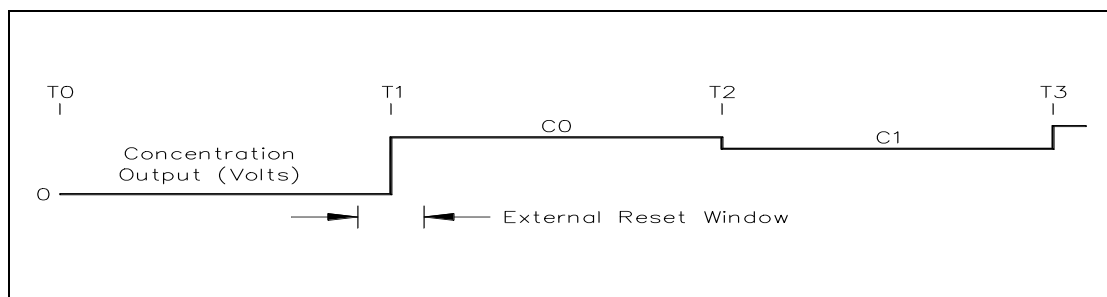 T0 T1 T2 T3
C0
C1
Concentration
Output (Volts)
0
External Reset Window